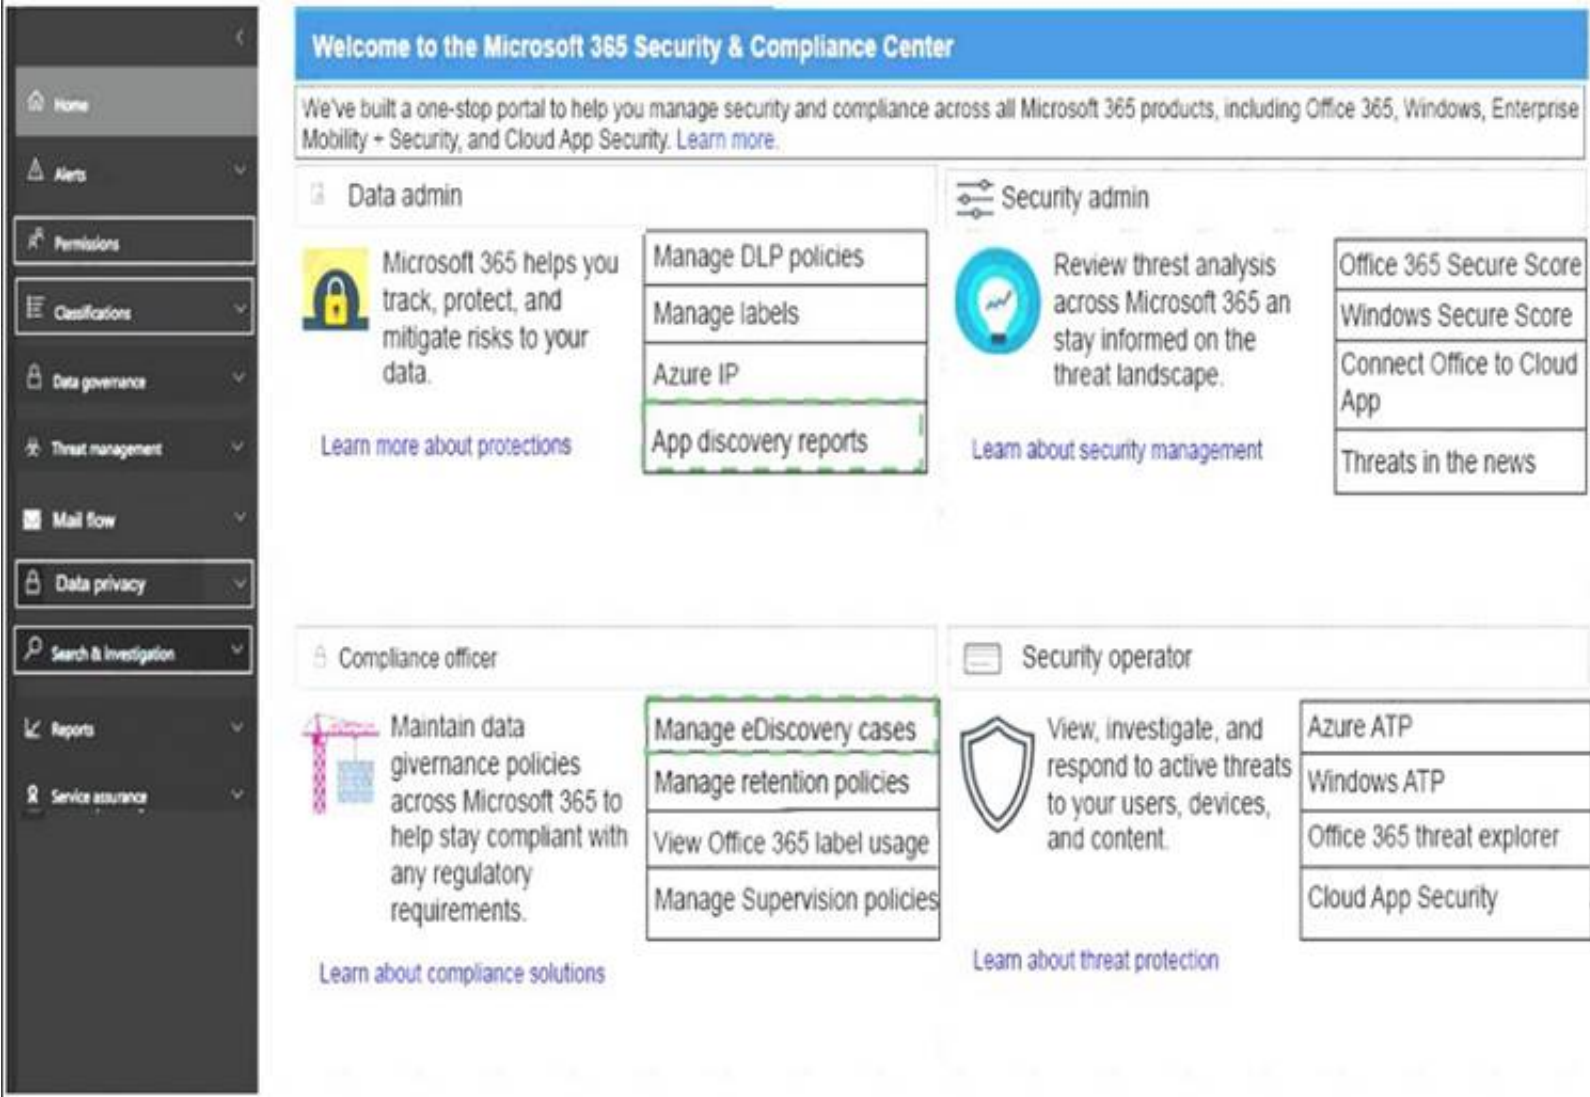 Welcome to the Microsoft 365 Security & Compliance Center
We've built a one-stop portal to help you manage security and compliance across all Microsoft 365 products, including Office 365, Windows, Enterprise
Mobility + Security, and Cloud App Security. Learn more.
Home
Alerts
Permissions
Classifications
Data governance
Threat management
Mail flow
Data privacy
Search & investigation
Reports
Service assurance
Data admin
Microsoft 365 helps you
track, protect, and
mitigate risks to your
data.
Learn more about protections
Manage DLP policies
Manage labels
Azure IP
App discovery reports
Security admin
Review threst analysis
across Microsoft 365 an
stay informed on the
threat landscape.
Learn about security management
Office 365 Secure Score
Windows Secure Score
Connect Office to Cloud
App
Threats in the news
Compliance officer
Maintain data
givernance policies
across Microsoft 365 to
help stay compliant with
any regulatory
requirements.
Learn about compliance solutions
Manage eDiscovery cases
Manage retention policies
View Office 365 label usage
Manage Supervision policies
Security operator
View, investigate, and
respond to active threats
to your users, devices,
and content.
Learn about threat protection
Azure ATP
Windows ATP
Office 365 threat explorer
Cloud App Security